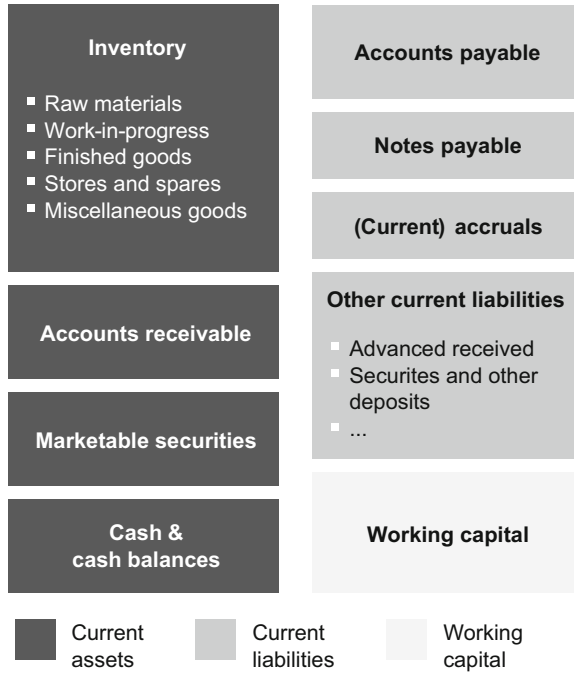 Inventory
▪ Raw materials
▪ Work-in-progress
▪ Finished goods
▪ Stores and spares
▪ Miscellaneous goods
Accounts receivable
Marketable securities
Cash &
cash balances
Accounts payable
Notes payable
(Current) accruals
Other current liabilities
▪ Advanced received
▪ Securites and other
deposits
▪ ...
Working capital
Current
assets
Current
liabilities
Working
capital